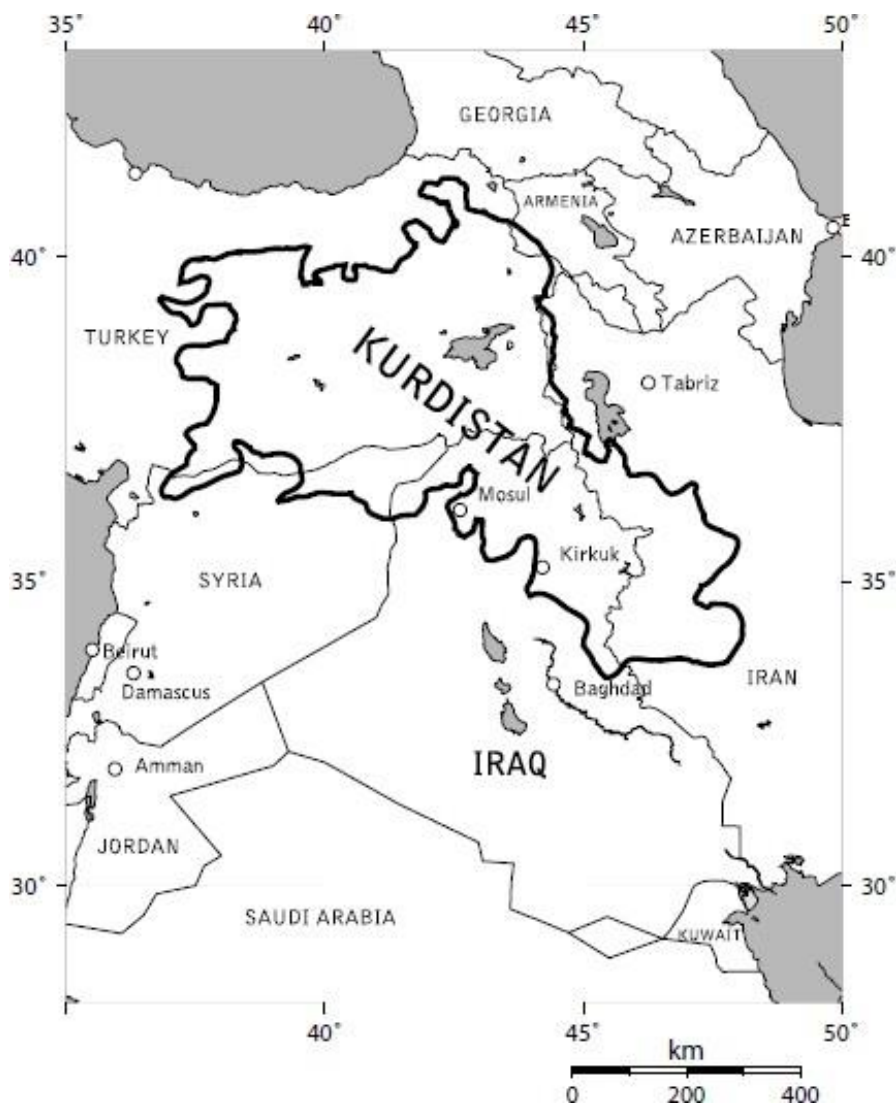 35° 40° 45° 50°
GEORGIA
ARMENIA
AZERBAIJAN
40° 40°
TURKEY
KURDISTAN
Tabriz
Mosul
Kirkuk
SYRIA
35° 35°
Beirut
Damascus
Baghdad
IRAN
IRAQ
Amman
JORDAN
30° 30°
SAUDI ARABIA
KUWAIT
35° 40° 45° 50°
km
0 200 400